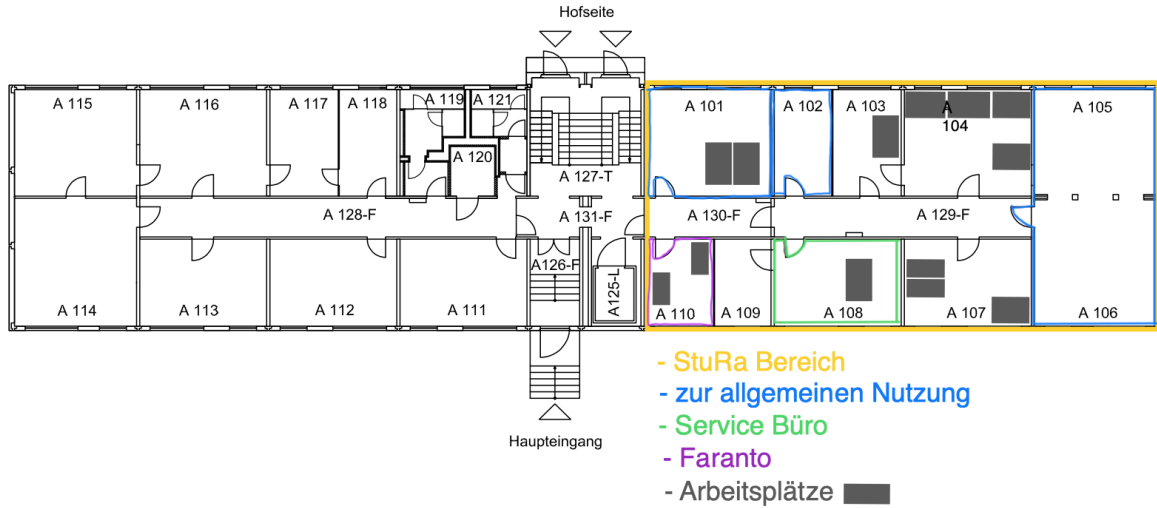 Hofseite
A 115
A 116
A 117
A 118
A 119
A 121
A 120
A 127-T
A 101
A 102
A 103
A
104
A 105
A 128-F
A 131-F
A 130-F
A 129-F
A 114
A 113
A 112
A 111
A126-F
A125-L
A 110
A 109
A 108
A 107
A 106
Haupteingang
- StuRa Bereich
- zur allgemeinen Nutzung
- Service Büro
- Faranto
- Arbeitsplätze